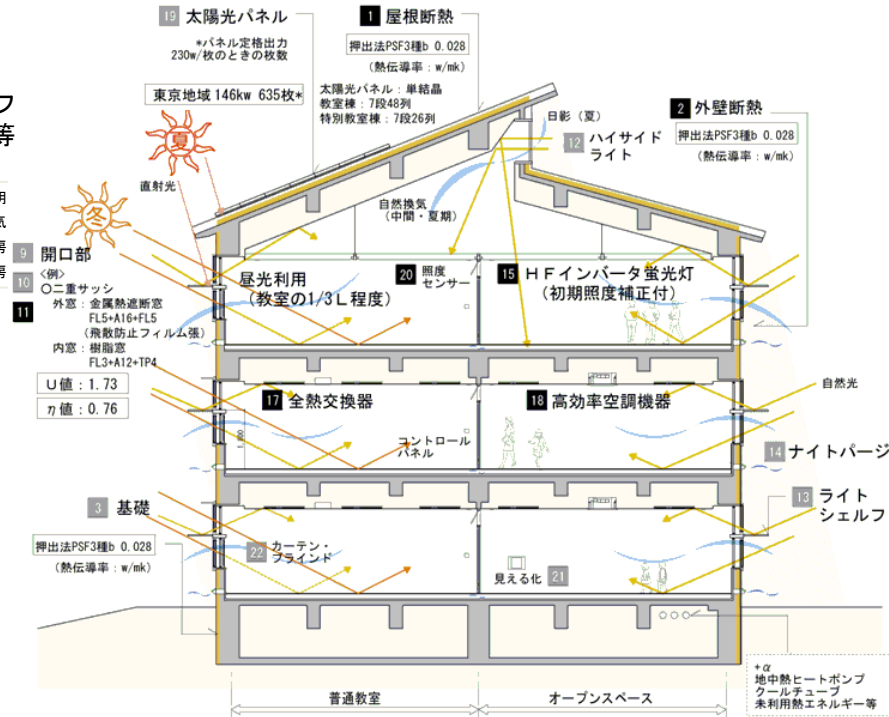 19 太陽光パネル
*パネル定格出力
230w/枚のときの枚数
東京地域 146kw 635枚*
1 屋根断熱
押出法PSF3種b 0.028
(熱伝導率:w/mk)
太陽光パネル:単結晶
教室棟:7段48列
特別教室棟:7段26列
日影(夏)
12 ハイサイド
ライト
2 外壁断熱
押出法PSF3種b 0.028
(熱伝導率:w/mk)
フ
等
期
気
房
房
夏
直射光
冬
自然換気
(中間・夏期)
9 開口部
10 <例>
11 〇二重サッシ
外窓:金属熱遮断窓
FL5+A16+FL5
(飛散防止フィルム張)
内窓:樹脂窓
FL3+A12+TP4
U値:1.73
η値:0.76
昼光利用
(教室の1/3L程度)
20 照度
センサー
15 HFインバータ蛍光灯
(初期照度補正付)
17 全熱交換器
コントロール
パネル
18 高効率空調機器
自然光
14 ナイトパージ
13 ライト
シェルフ
3 基礎
押出法PSF3種b 0.028
(熱伝導率:w/mk)
22 カーテン・
ブラインド
見える化 21
+α
地中熱ヒートポンプ
クールチューブ
未利用熱エネルギー等
普通教室
オープンスペース